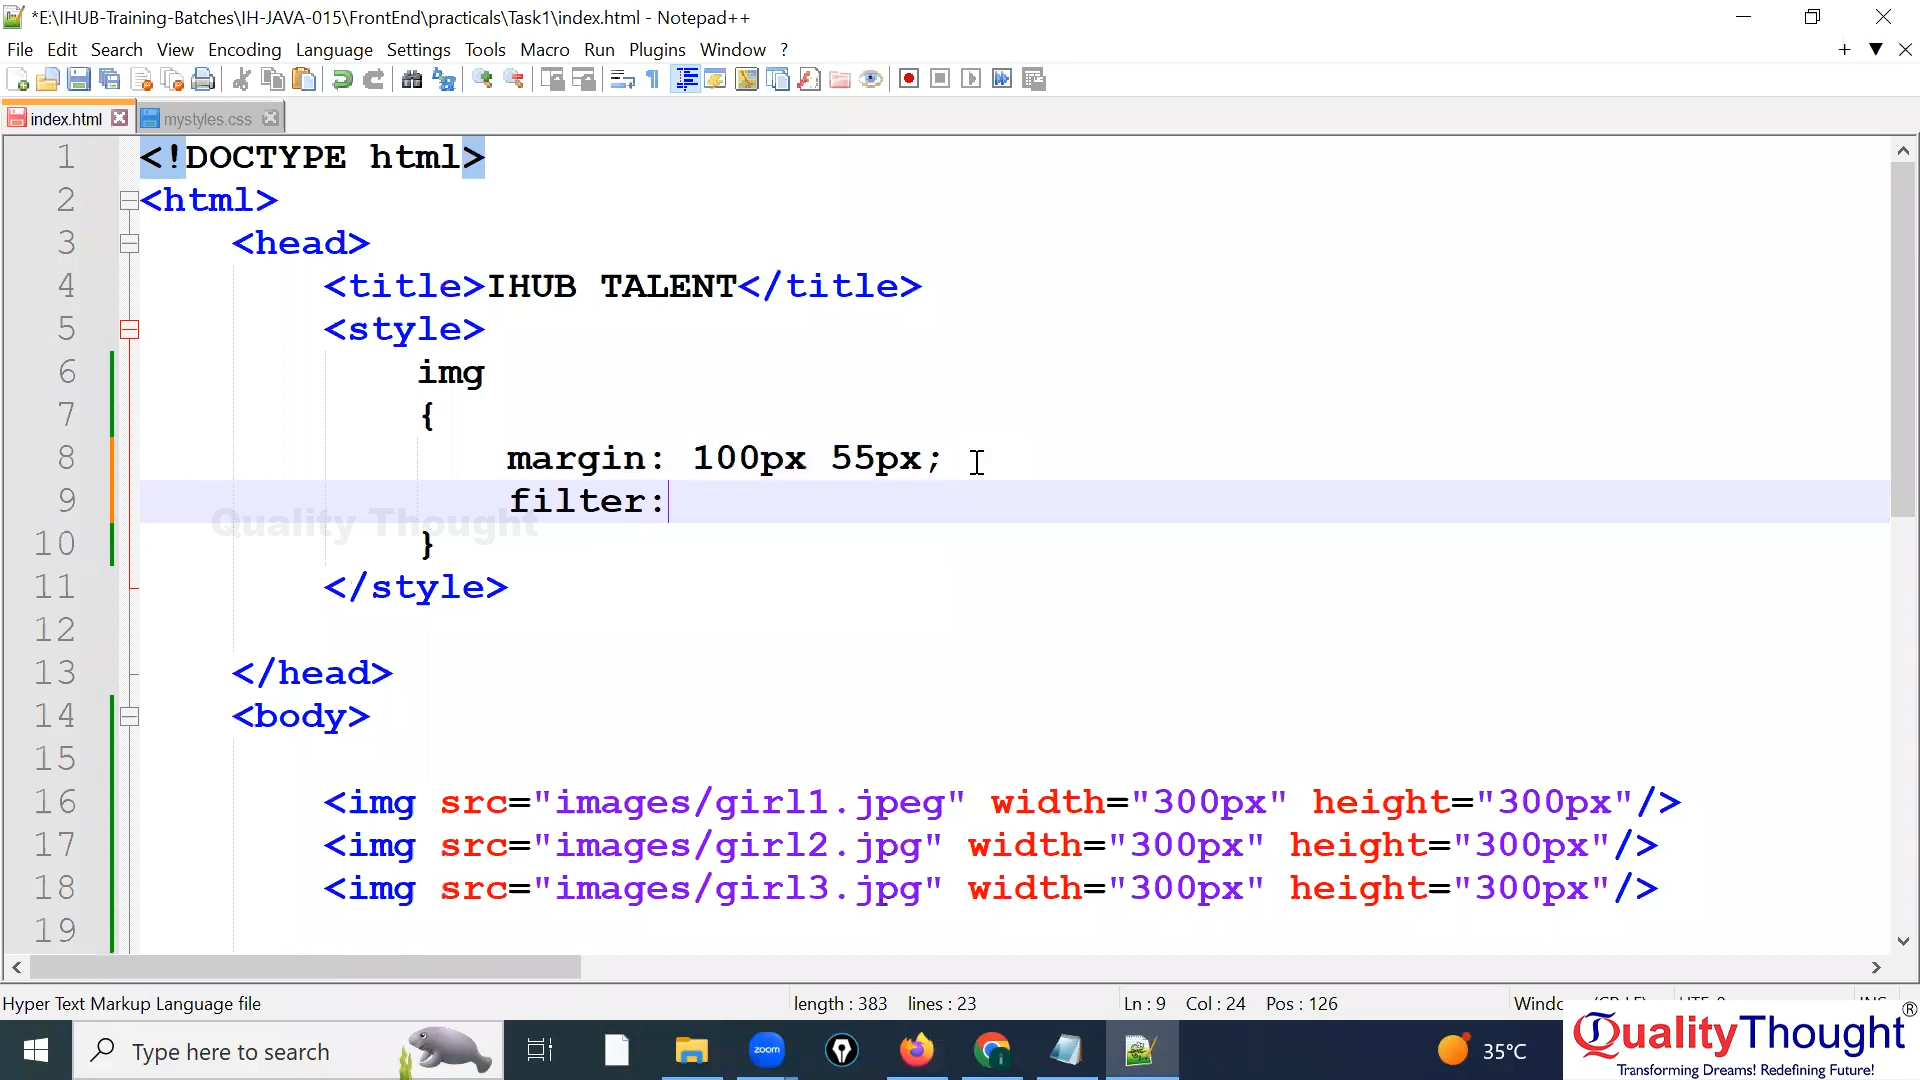 *E:\IHUB-Training-Batches\IH-JAVA-015\FrontEnd\practicals\Task1\index.html - Notepad++
File Edit Search View Encoding Language Settings Tools Macro Run Plugins Window ?
index.html mystyles.css
1 <!DOCTYPE html>
2 <html>
3 <head>
4 <title>IHUB TALENT</title>
5 <style>
6 img
7 {
8 margin: 100px 55px;
9 filter:
Quality Thought
10 }
11 </style>
12
13 </head>
14 <body>
15
16 <img src="images/girl1.jpeg" width="300px" height="300px"/>
17 <img src="images/girl2.jpg" width="300px" height="300px"/>
18 <img src="images/girl3.jpg" width="300px" height="300px"/>
19
Hyper Text Markup Language file length : 383 lines : 23 Ln : 9 Col : 24 Pos : 126
Type here to search zoom 35°C
QualityThought ®
Transforming Dreams! Redefining Future!